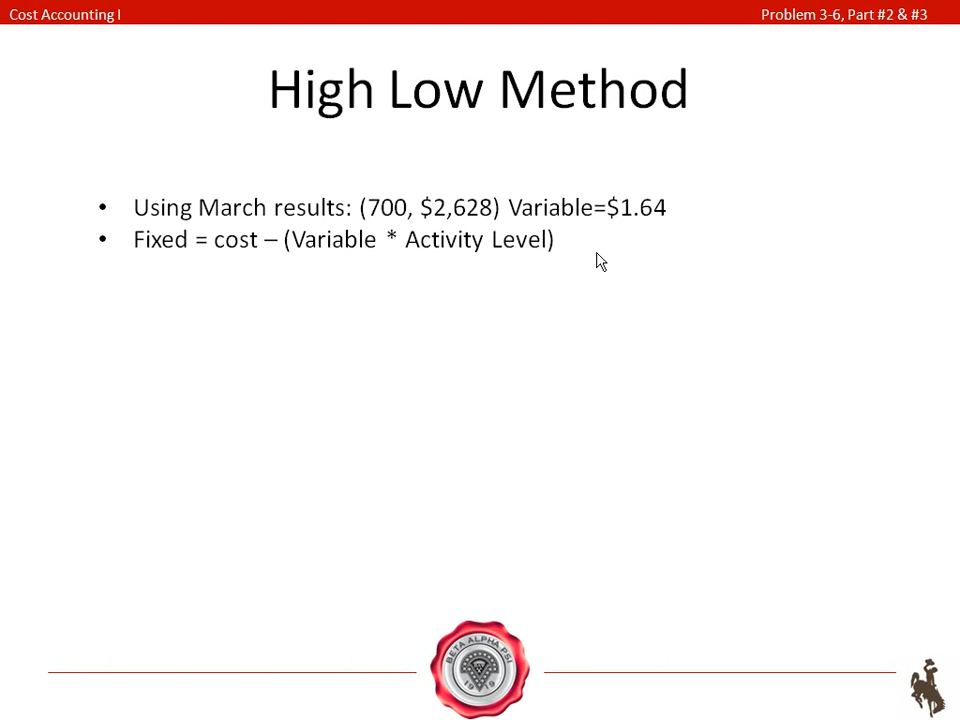 Cost Accounting I
Problem 3-6, Part #2 & #3
High Low Method
• Using March results: (700, $2,628) Variable=$1.64
• Fixed = cost – (Variable * Activity Level)
BETA ALPHA PSI
1919